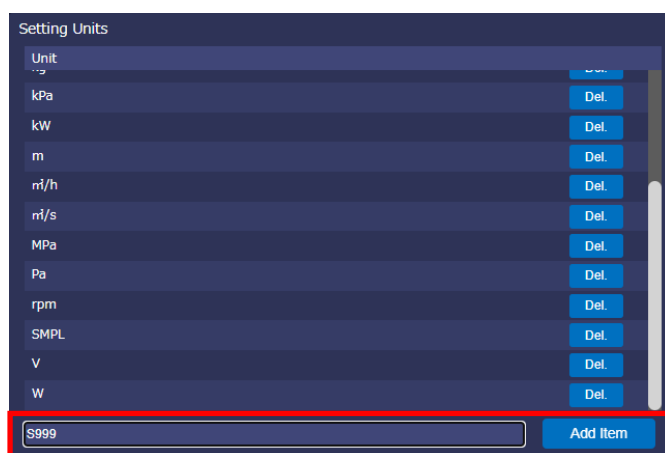 Setting Units
Unit
kPa Del.
kW Del.
m Del.
㎥/h Del.
㎥/s Del.
MPa Del.
Pa Del.
rpm Del.
SMPL Del.
V Del.
W Del.
S999 Add Item